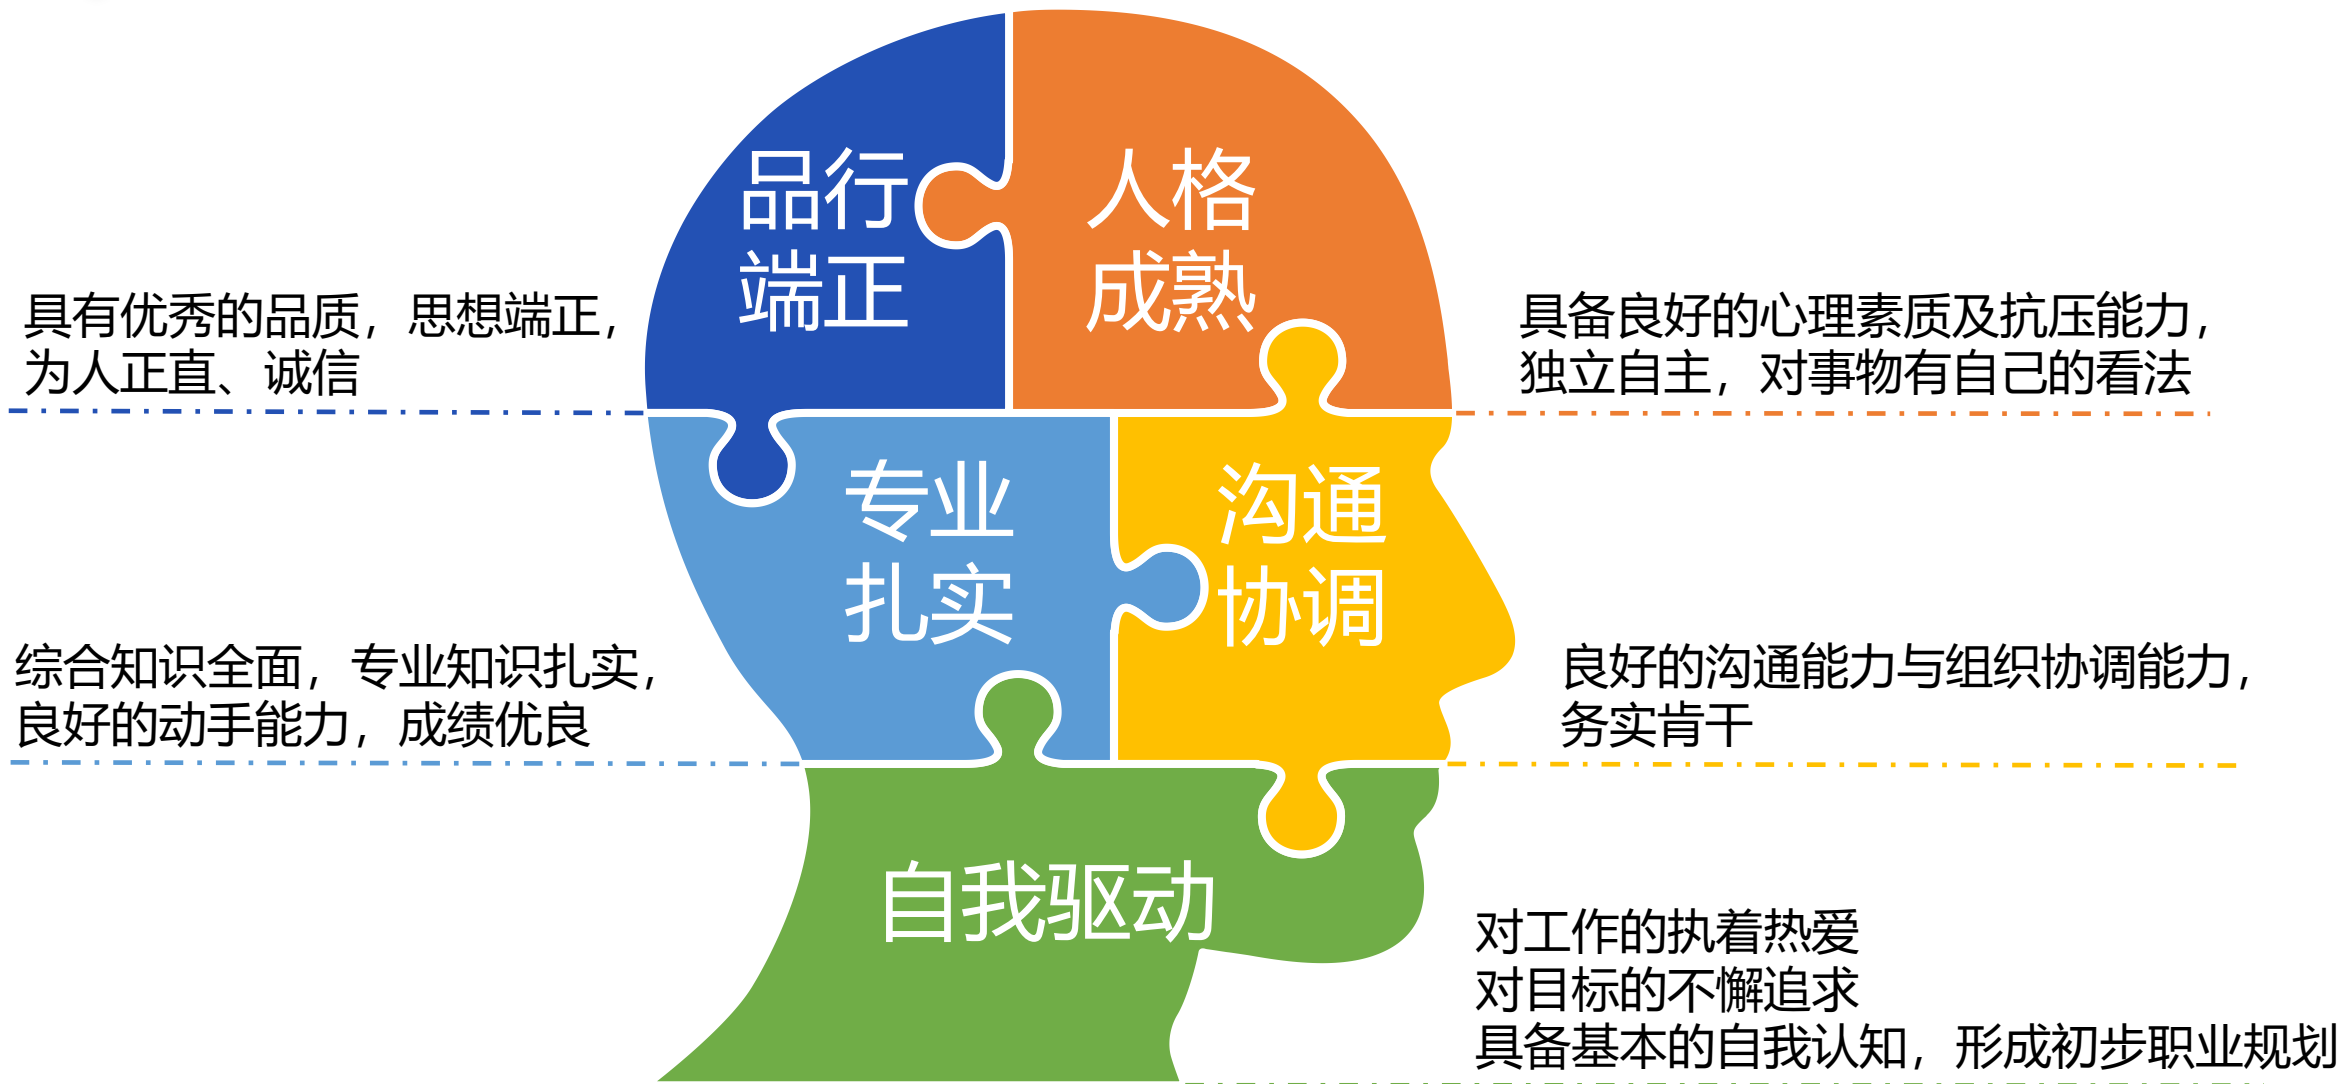 品行
端正
人格
成熟
具有优秀的品质，思想端正，
为人正直、诚信
具备良好的心理素质及抗压能力，
独立自主，对事物有自己的看法
专业
扎实
沟通
协调
综合知识全面，专业知识扎实，
良好的动手能力，成绩优良
良好的沟通能力与组织协调能力，
务实肯干
自我驱动
对工作的执着热爱
对目标的不懈追求
具备基本的自我认知，形成初步职业规划